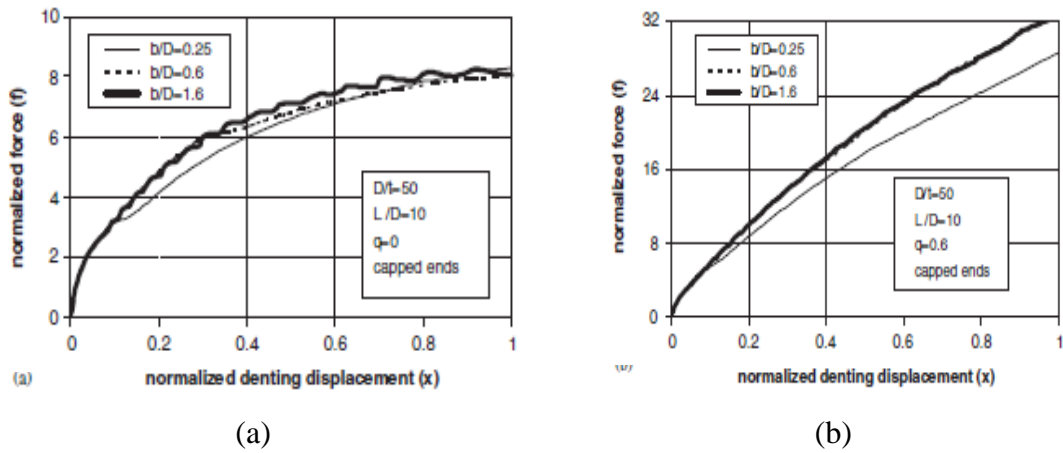 10
8
6
4
2
0
normalized force (f)
b/D=0.25
b/D=0.6
b/D=1.6
D/t=50
L/D=10
q=0
capped ends
0 0.2 0.4 0.6 0.8 1
normalized denting displacement (x)
(a)
(a)
32
24
16
8
0
normalized force (f)
b/D=0.25
b/D=0.6
b/D=1.6
D/t=50
L/D=10
q=0.6
capped ends
0 0.2 0.4 0.6 0.8 1
normalized denting displacement (x)
(b)